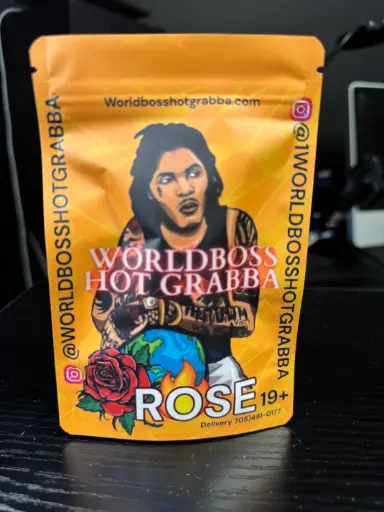 Worldbosshotgrabba.com
@WORLDBOSSHOTGRABBA
@1WORLDBOSSHOTGRABBA
WORLDBOSS
HOT GRABBA
ROSE 19+
Delivery 705)481-0177